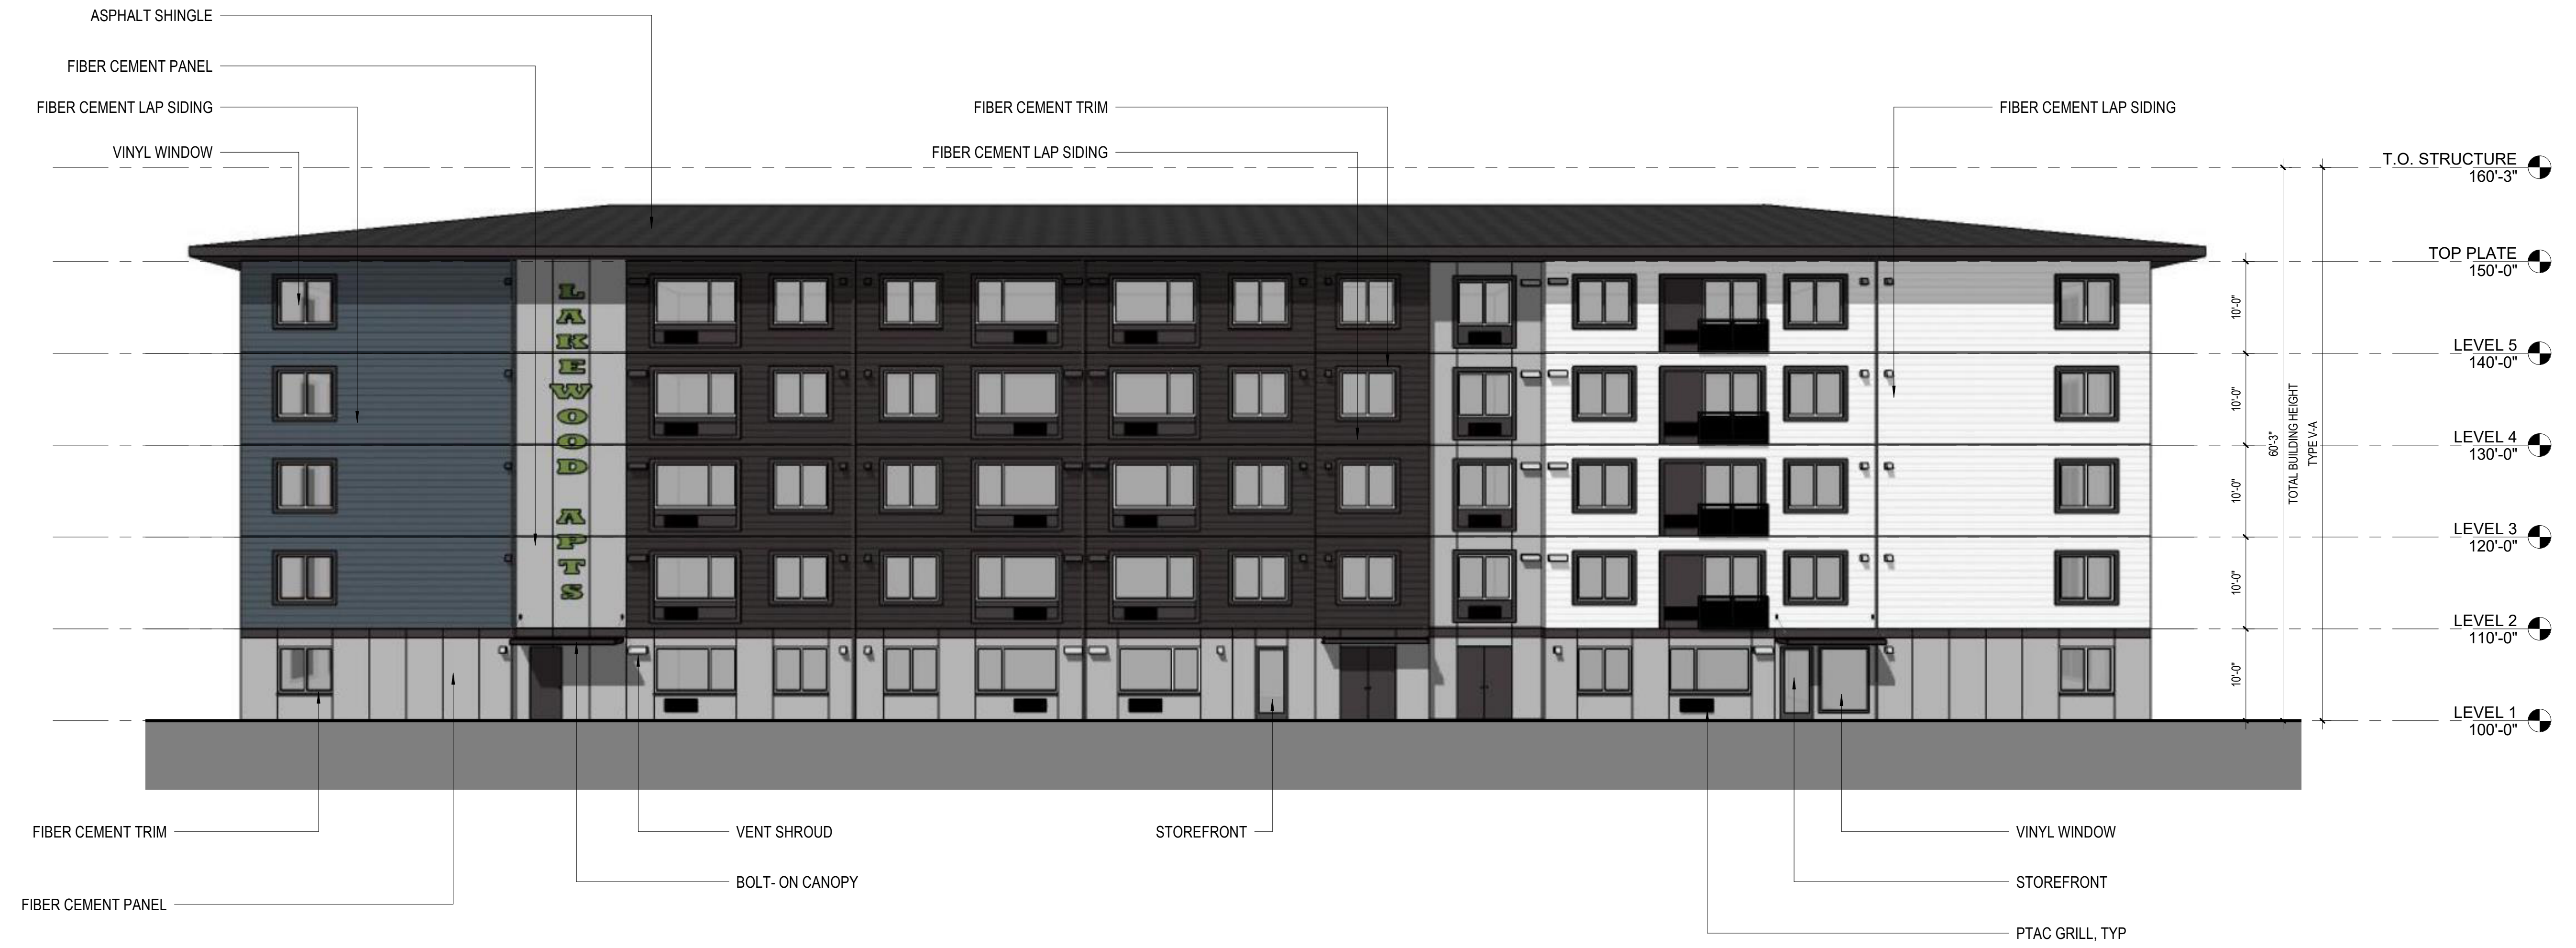 ASPHALT SHINGLE
FIBER CEMENT PANEL
FIBER CEMENT LAP SIDING
FIBER CEMENT TRIM
FIBER CEMENT LAP SIDING
VINYL WINDOW
FIBER CEMENT LAP SIDING
T.O. STRUCTURE
160'-3"
TOP PLATE
150'-0"
LEVEL 5
140'-0"
LEVEL 4
130'-0"
LEVEL 3
120'-0"
LEVEL 2
110'-0"
LEVEL 1
100'-0"
10'-0"
10'-0"
10'-0"
10'-0"
10'-0"
60'-3"
TOTAL BUILDING HEIGHT
TYPE V-A
LAKEWOOD APTS
FIBER CEMENT TRIM
VENT SHROUD
STOREFRONT
VINYL WINDOW
BOLT- ON CANOPY
STOREFRONT
FIBER CEMENT PANEL
PTAC GRILL, TYP